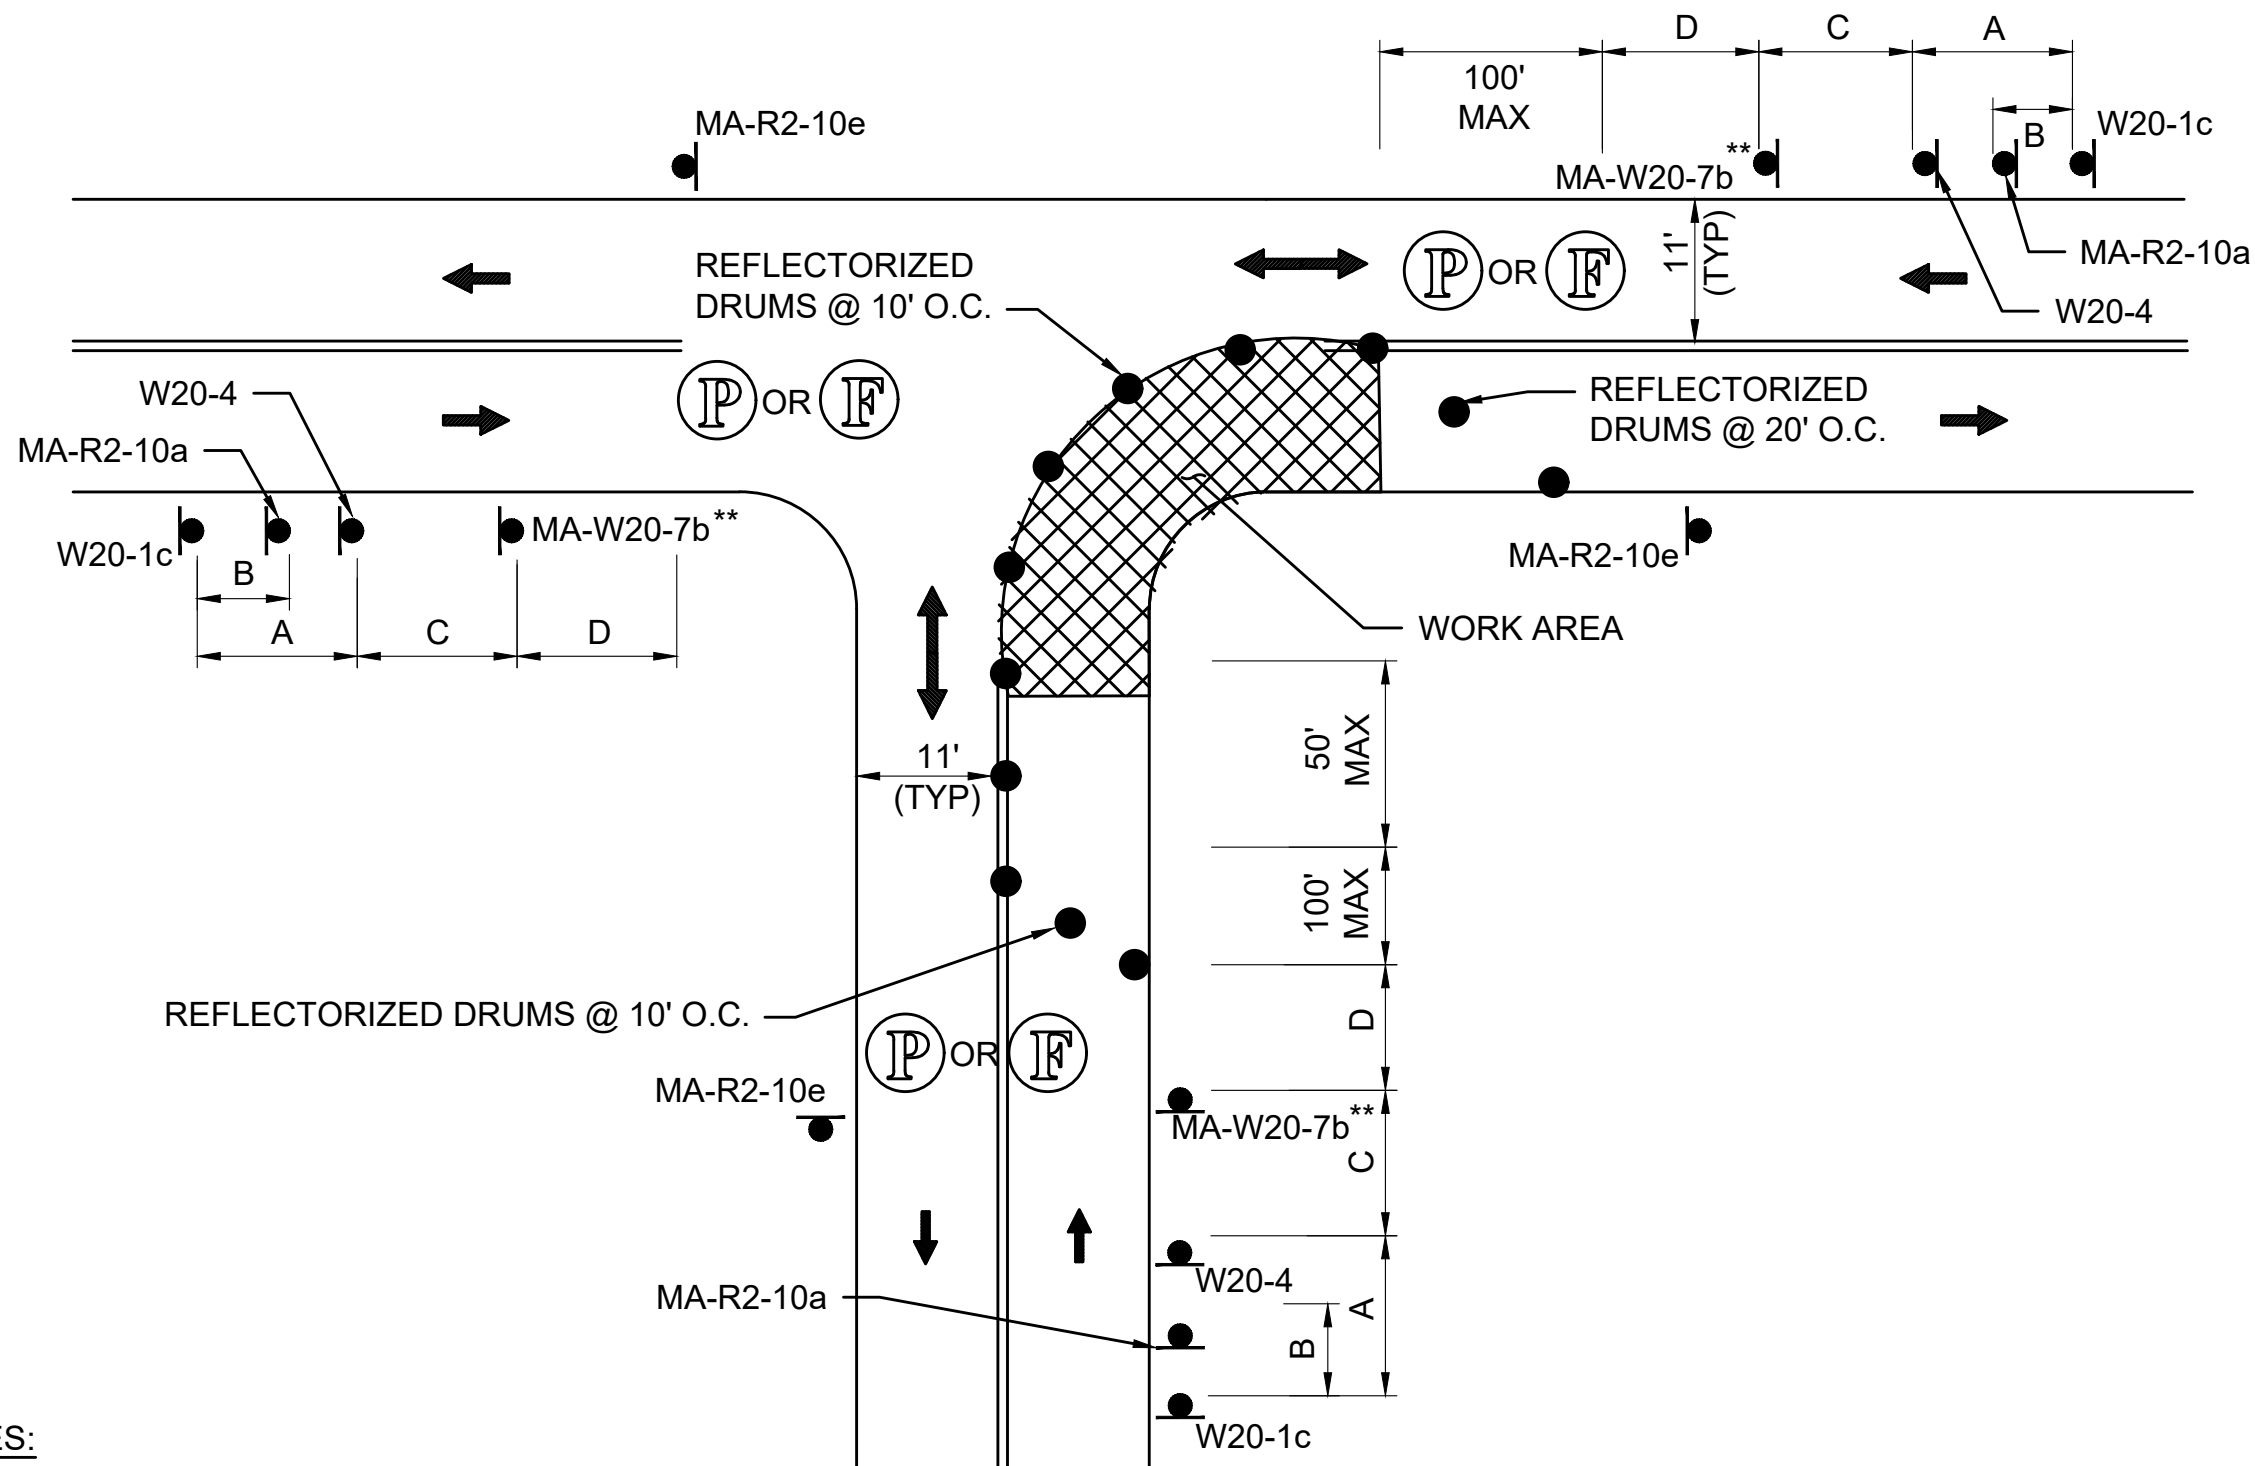 D
C
A
100'
MAX
B
W20-1c
MA-R2-10e
MA-W20-7b**
11'
(TYP)
MA-R2-10a
W20-4
REFLECTORIZED
DRUMS @ 10' O.C.
P OR F
P OR F
W20-4
MA-R2-10a
REFLECTORIZED
DRUMS @ 20' O.C.
W20-1c
MA-W20-7b**
MA-R2-10e
B
A
C
D
WORK AREA
11'
(TYP)
50'
MAX
100'
MAX
D
REFLECTORIZED DRUMS @ 10' O.C.
P OR F
MA-R2-10e
MA-W20-7b**
C
W20-4
MA-R2-10a
A
B
W20-1c
ES: